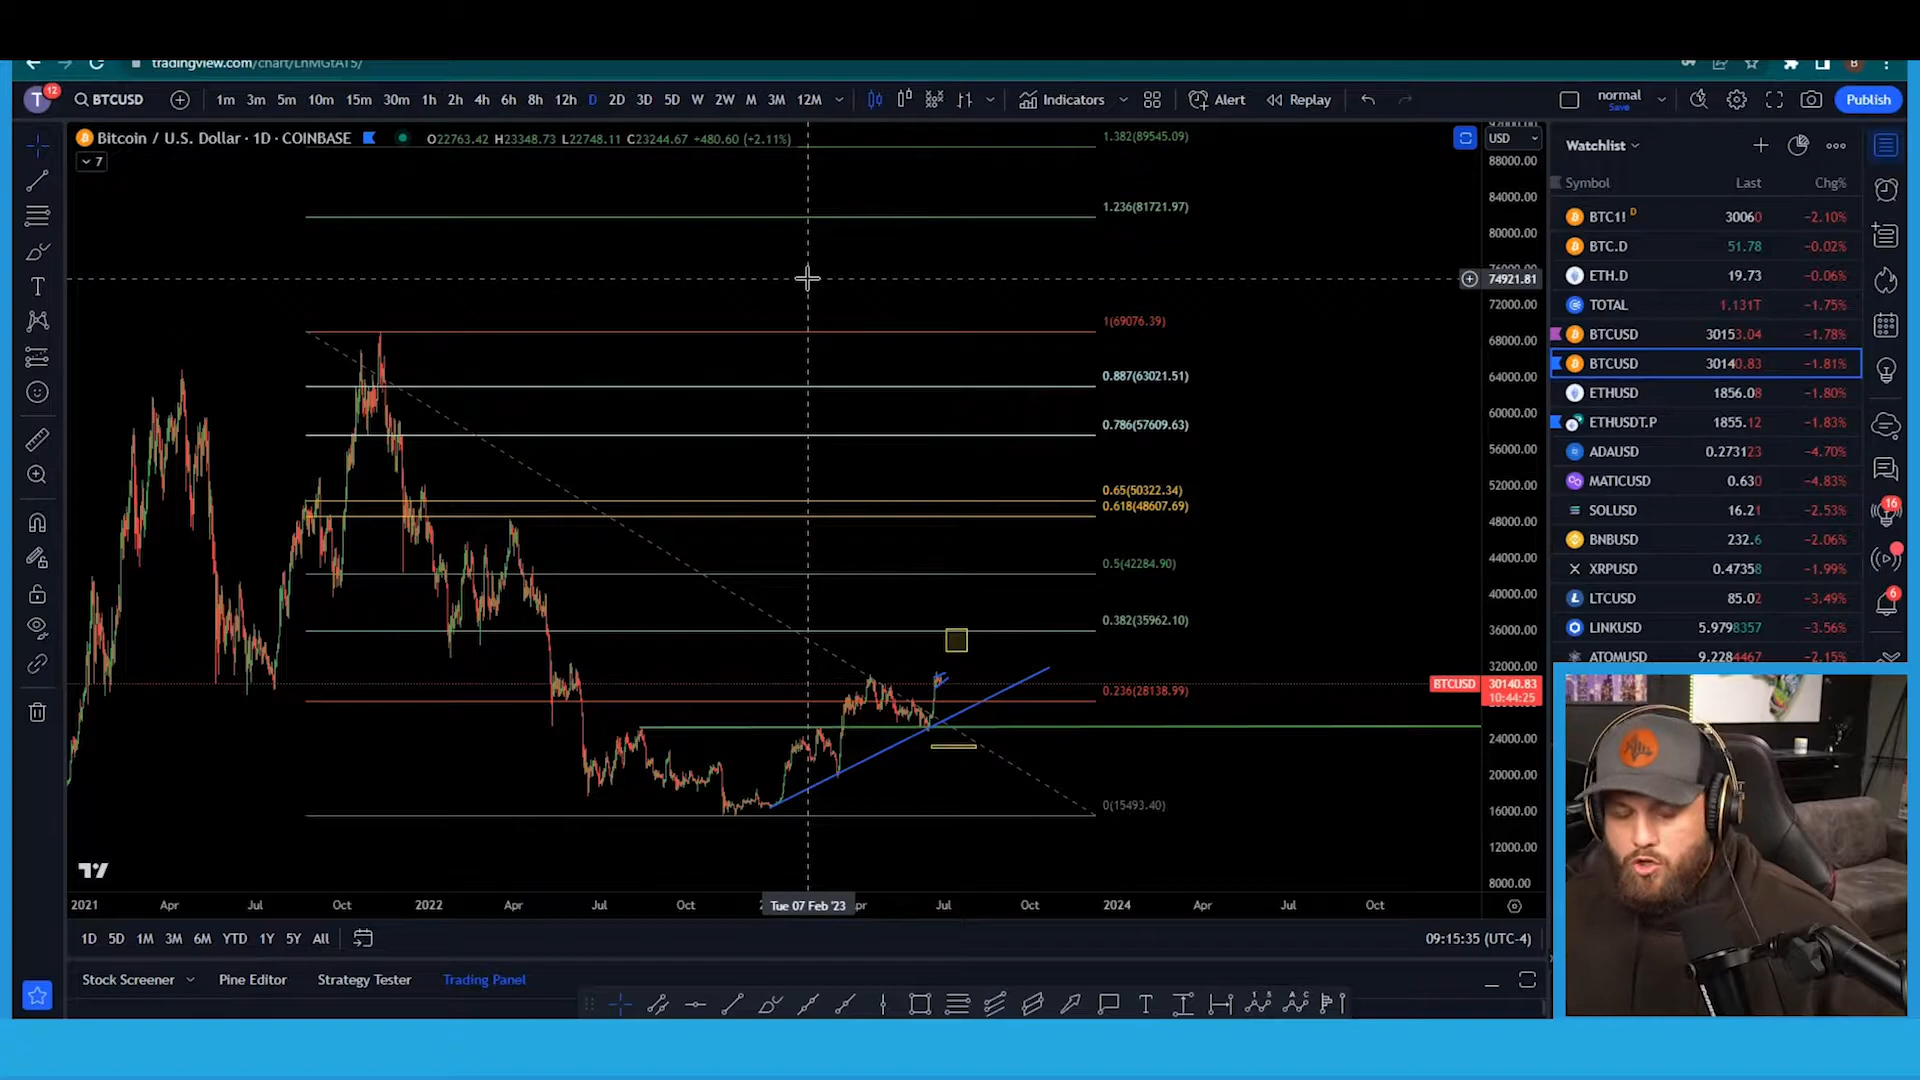 tradingview.com/chart/LnMGtAT5/
T 12 BTCUSD 1m 3m 5m 10m 15m 30m 1h 2h 4h 6h 8h 12h D 2D 3D 5D W 2W M 3M 12M Indicators Alert Replay normal Save Publish
B
Bitcoin / U.S. Dollar · 1D · COINBASE O22763.42 H23348.73 L22748.11 C23244.67 +480.60 (+2.11%)
7
USD
1.382(89545.09)
1.236(81721.97)
1(69076.39)
0.887(63021.51)
0.786(57609.63)
0.65(50322.34)
0.618(48607.69)
0.5(42284.90)
0.382(35962.10)
0.236(28138.99)
0(15493.40)
92000.00
88000.00
84000.00
80000.00
76000.00
74921.81
72000.00
68000.00
64000.00
60000.00
56000.00
52000.00
48000.00
44000.00
40000.00
36000.00
32000.00
BTCUSD 30140.83
10:44:25
24000.00
20000.00
16000.00
12000.00
8000.00
2021 Apr Jul Oct 2022 Apr Jul Oct Tue 07 Feb '23 pr Jul Oct 2024 Apr Jul Oct
1D 5D 1M 3M 6M YTD 1Y 5Y All 09:15:35 (UTC-4)
Stock Screener Pine Editor Strategy Tester Trading Panel
Watchlist
Symbol Last Chg%
BTC1! D 30060 −2.10%
BTC.D 51.78 −0.02%
ETH.D 19.73 −0.06%
TOTAL 1.131T −1.75%
BTCUSD 30153.04 −1.78%
BTCUSD 30140.83 −1.81%
ETHUSD 1856.08 −1.80%
ETHUSDT.P 1855.12 −1.83%
ADAUSD 0.273123 −4.70%
MATICUSD 0.630 −4.83%
SOLUSD 16.21 −2.53%
BNBUSD 232.6 −2.06%
XRPUSD 0.47358 −1.99%
LTCUSD 85.02 −3.49%
LINKUSD 5.9798357 −3.56%
ATOMUSD 9.2284467 −2.15%
16
6